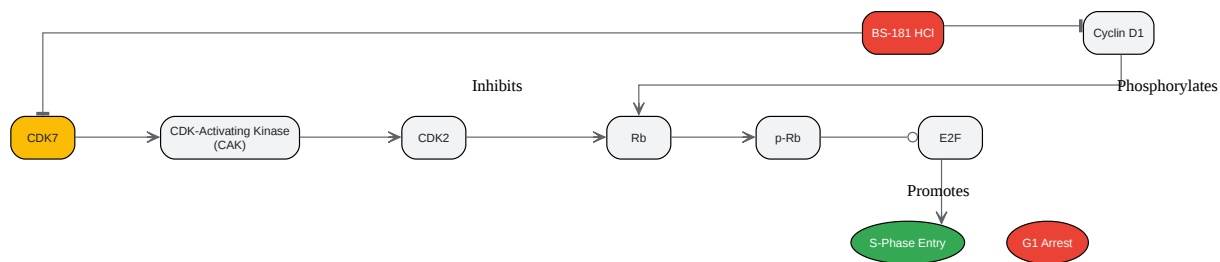 BS-181 HCl
Cyclin D1
Inhibits
Phosphorylates
CDK7
CDK-Activating Kinase
(CAK)
CDK2
Rb
p-Rb
E2F
Promotes
S-Phase Entry
G1 Arrest